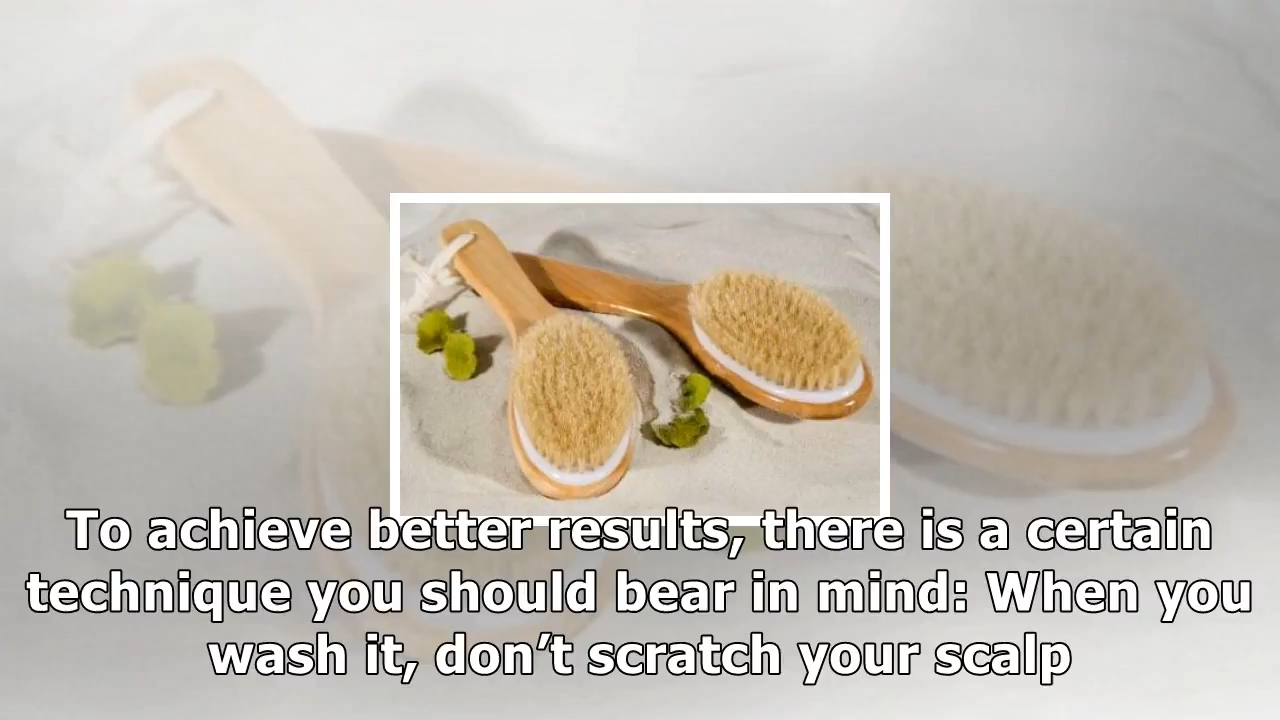 To achieve better results, there is a certain
technique you should bear in mind: When you
wash it, don’t scratch your scalp